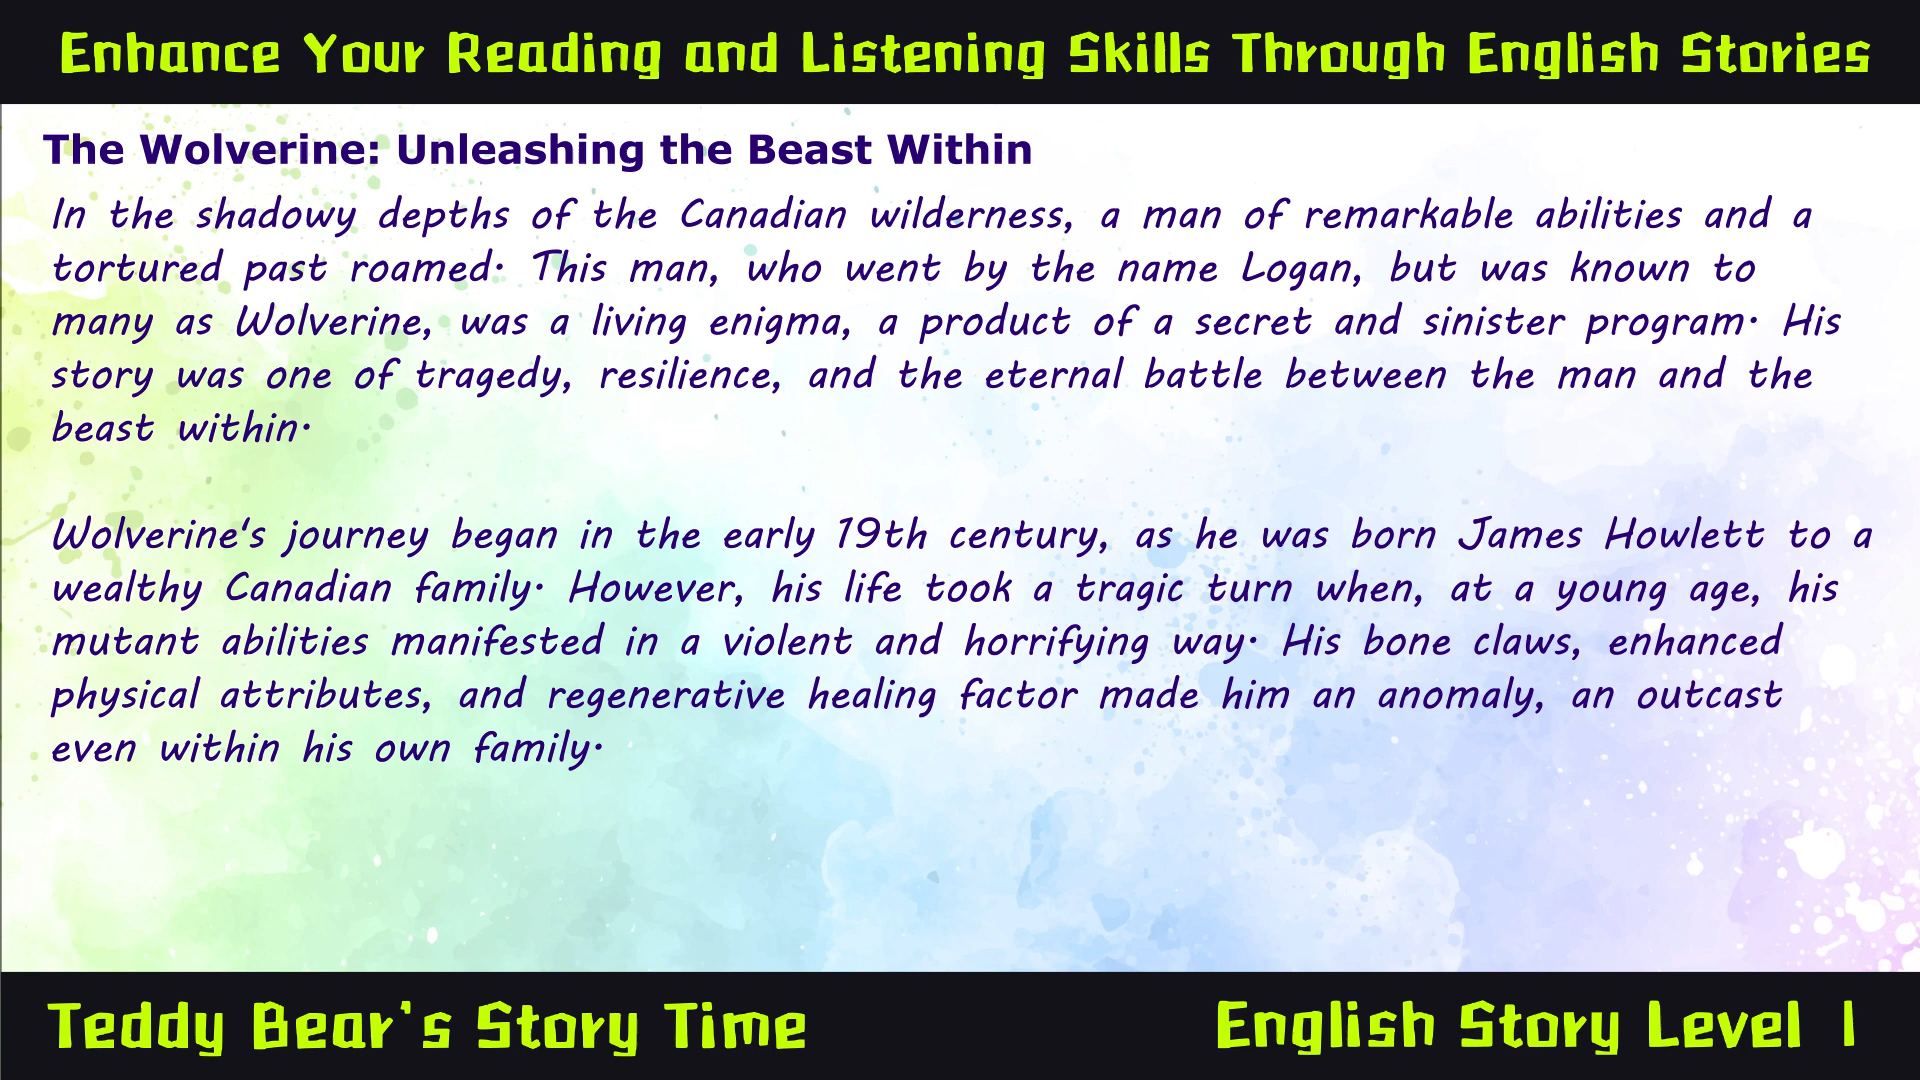 Enhance Your Reading and Listening Skills Through English Stories
The Wolverine: Unleashing the Beast Within
In the shadowy depths of the Canadian wilderness, a man of remarkable abilities and a
tortured past roamed. This man, who went by the name Logan, but was known to
many as Wolverine, was a living enigma, a product of a secret and sinister program. His
story was one of tragedy, resilience, and the eternal battle between the man and the
beast within.
Wolverine's journey began in the early 19th century, as he was born James Howlett to a
wealthy Canadian family. However, his life took a tragic turn when, at a young age, his
mutant abilities manifested in a violent and horrifying way. His bone claws, enhanced
physical attributes, and regenerative healing factor made him an anomaly, an outcast
even within his own family.
Teddy Bear's Story Time
English Story Level 1